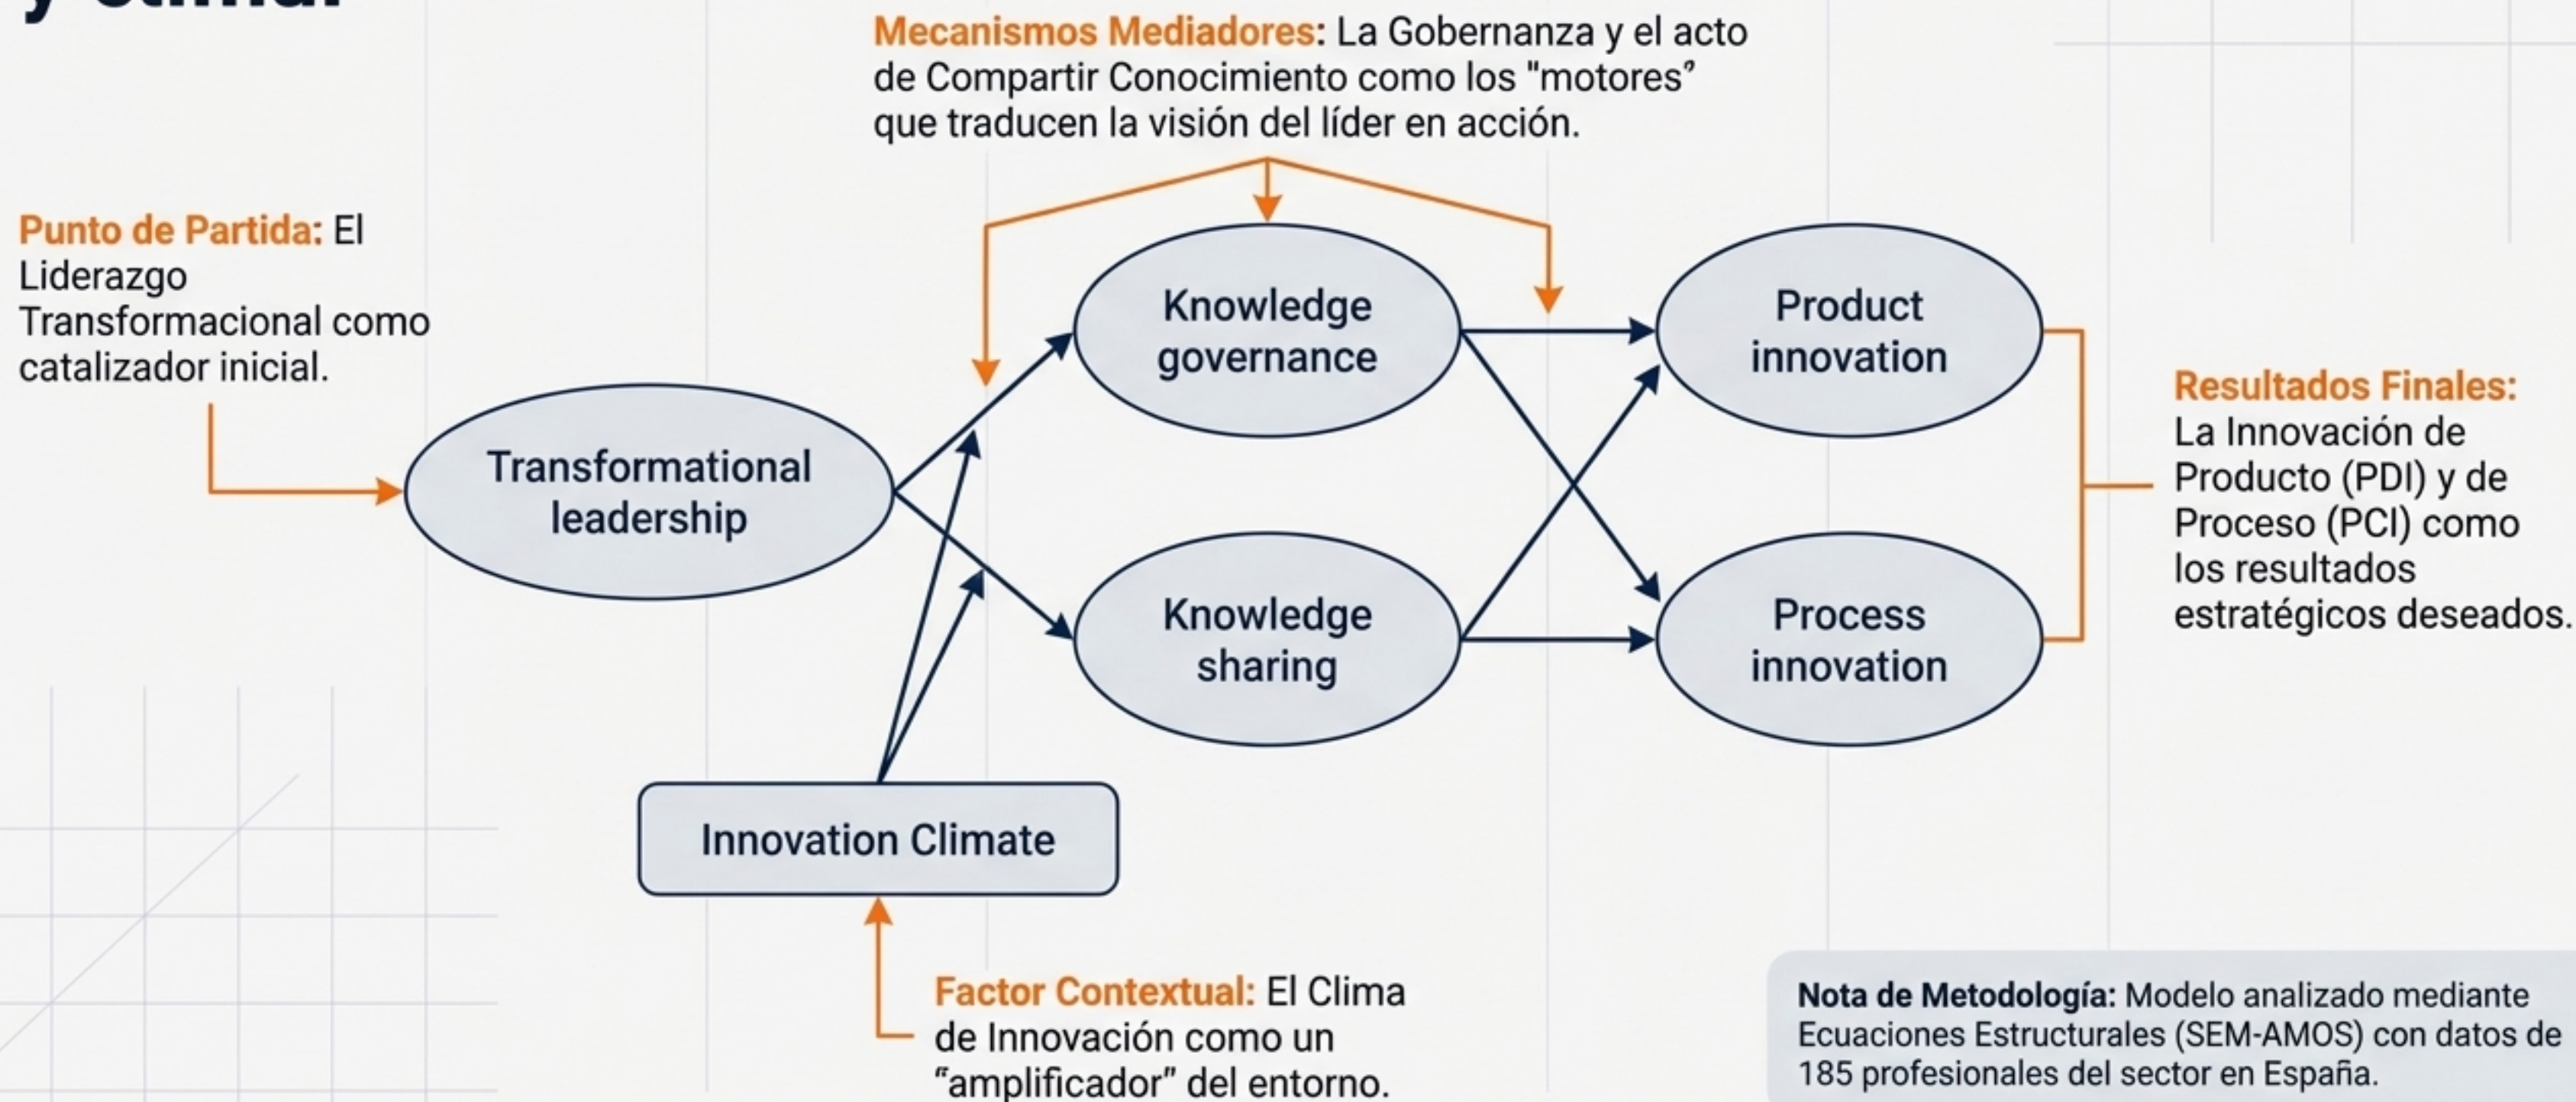 Mecanismos Mediadores: La Gobernanza y el acto
de Compartir Conocimiento como los "motores"
que traducen la visión del líder en acción.
Punto de Partida: El
Liderazgo
Transformacional como
catalizador inicial.
Transformational
leadership
Knowledge
governance
Knowledge
sharing
Product
innovation
Process
innovation
Resultados Finales:
La Innovación de
Producto (PDI) y de
Proceso (PCI) como
los resultados
estratégicos deseados.
Innovation Climate
Factor Contextual: El Clima
de Innovación como un
"amplificador" del entorno.
Nota de Metodología: Modelo analizado mediante
Ecuaciones Estructurales (SEM-AMOS) con datos de
185 profesionales del sector en España.